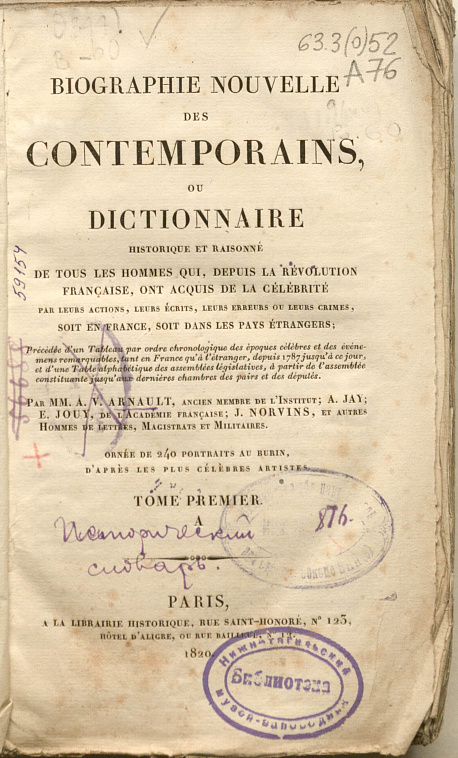 63.3(0)52
A76
BIOGRAPHIE NOUVELLE
DES
CONTEMPORAINS,
OU
DICTIONNAIRE
HISTORIQUE ET RAISONNÉ
DE TOUS LES HOMMES QUI, DEPUIS LA RÉVOLUTION
FRANÇAISE, ONT ACQUIS DE LA CÉLÉBRITÉ
PAR LEURS ACTIONS, LEURS ÉCRITS, LEURS ERREURS OU LEURS CRIMES,
SOIT EN FRANCE, SOIT DANS LES PAYS ÉTRANGERS;
Précédée d'un Tableau par ordre chronologique des époques célèbres et des événe-
mens remarquables, tant en France qu'à l'étranger, depuis 1787 jusqu'à ce jour,
et d'une Table alphabétique des assemblées législatives, à partir de l'assemblée
constituante jusqu'aux dernières chambres des pairs et des députés.
PAR MM. A. V. ARNAULT, ANCIEN MEMBRE DE L'INSTITUT; A. JAY;
E. JOUY, DE L'ACADÉMIE FRANÇAISE; J. NORVINS, ET AUTRES
HOMMES DE LETTRES, MAGISTRATS ET MILITAIRES.
ORNÉE DE 240 PORTRAITS AU BURIN,
D'APRÈS LES PLUS CÉLÈBRES ARTISTES.
TOME PREMIER.
A
Исторический
словарь.
876.
59154
PARIS,
A LA LIBRAIRIE HISTORIQUE, RUE SAINT-HONORÉ, N° 123,
HÔTEL D'ALIGRE, OU RUE BAILLEUL, N° 12.
1820.
Нижнетагильский
Библиотека
музей-заповедник